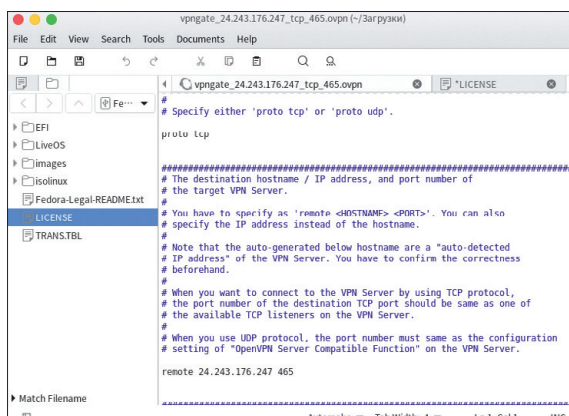 vpngate_24.243.176.247_tcp_465.ovpn (~/Загрузки)
File Edit View Search Tools Documents Help
vpngate_24.243.176.247_tcp_465.ovpn
*LICENSE
Fe…
EFI
LiveOS
images
isolinux
Fedora-Legal-README.txt
LICENSE
TRANS.TBL
Match Filename
#
# Specify either 'proto tcp' or 'proto udp'.
proto tcp
###############################################################################
# The destination hostname / IP address, and port number of
# the target VPN Server.
#
# You have to specify as 'remote <HOSTNAME> <PORT>'. You can also
# specify the IP address instead of the hostname.
#
# Note that the auto-generated below hostname are a "auto-detected
# IP address" of the VPN Server. You have to confirm the correctness
# beforehand.
#
# When you want to connect to the VPN Server by using TCP protocol,
# the port number of the destination TCP port should be same as one of
# the available TCP listeners on the VPN Server.
#
# When you use UDP protocol, the port number must same as the configuration
# setting of "OpenVPN Server Compatible Function" on the VPN Server.
remote 24.243.176.247 465
###############################################################################